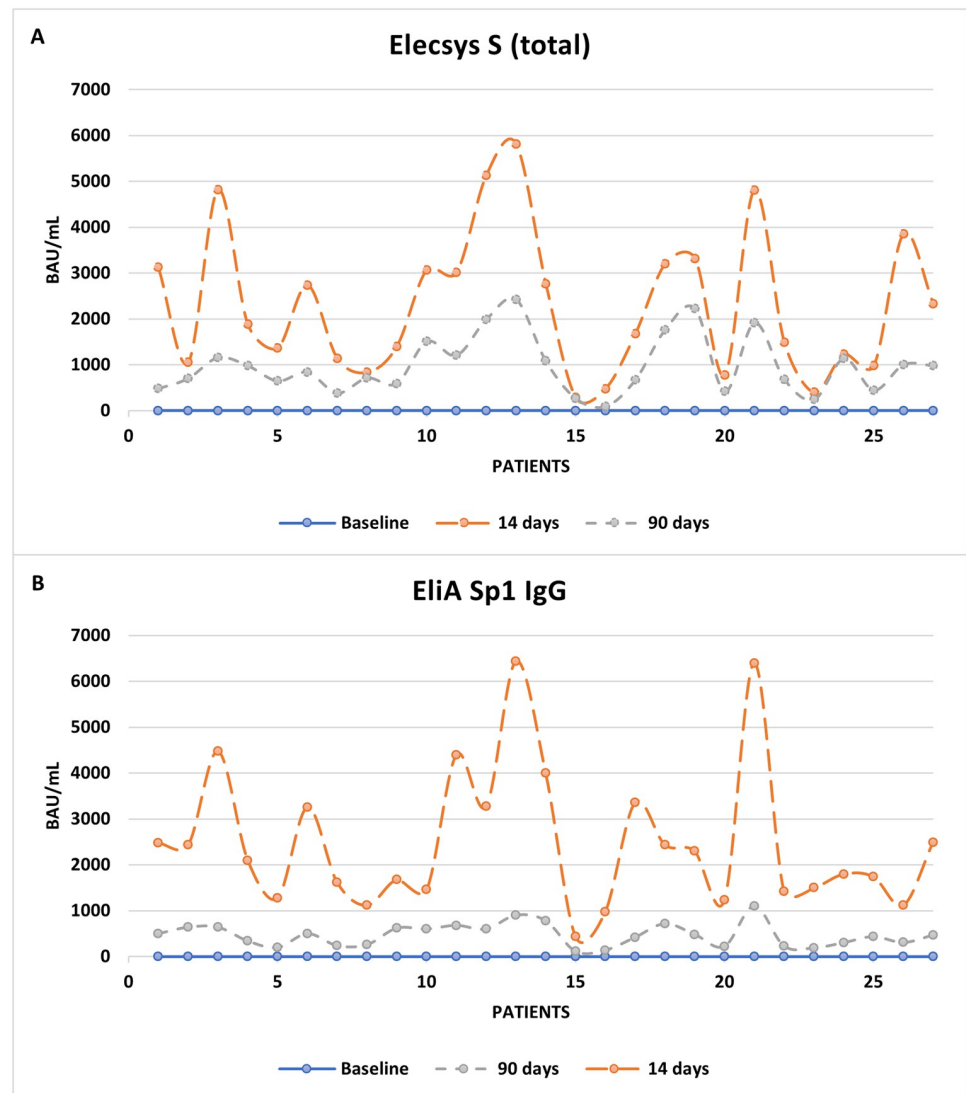 A
Elecsys S (total)
7000
6000
5000
4000
3000
2000
1000
0
BAU/mL
0 5 10 15 20 25
PATIENTS
Baseline 14 days 90 days
B
EliA Sp1 IgG
7000
6000
5000
4000
3000
2000
1000
0
BAU/mL
0 5 10 15 20 25
PATIENTS
Baseline 90 days 14 days